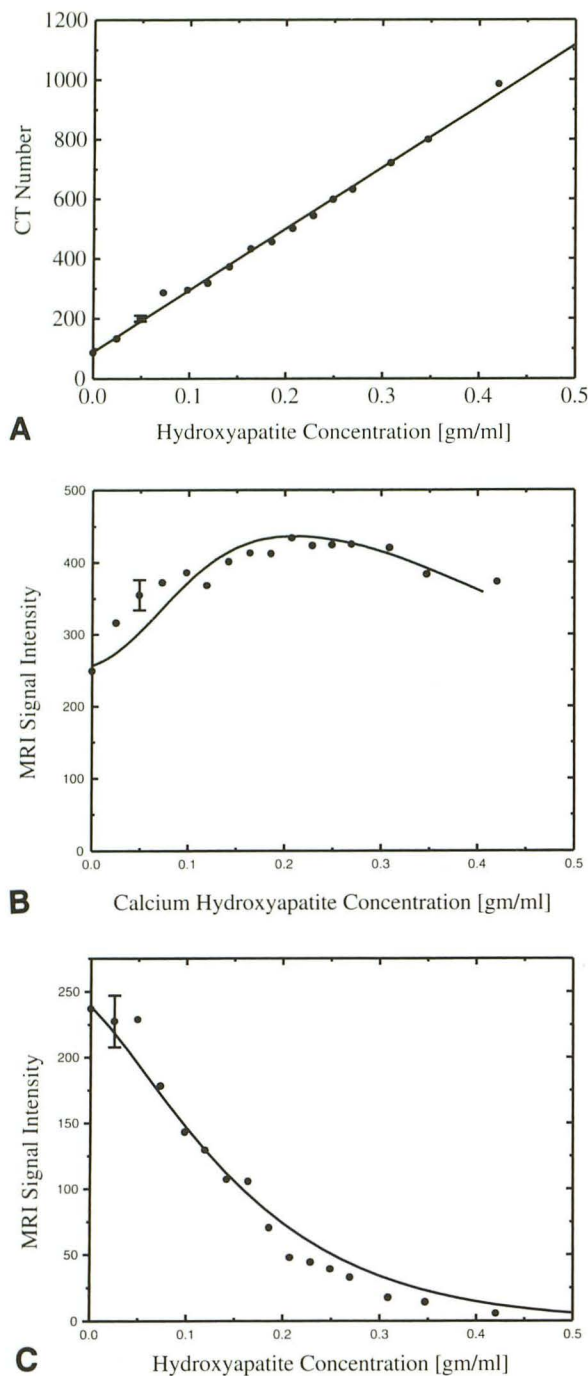 1200
1000
800
600
400
200
0
CT Number
0.0 0.1 0.2 0.3 0.4 0.5
A
Hydroxyapatite Concentration [gm/ml]
500
400
300
200
100
0
MRI Signal Intensity
0.0 0.1 0.2 0.3 0.4 0.5
B
Calcium Hydroxyapatite Concentration [gm/ml]
250
200
150
100
50
0
MRI Signal Intensity
0.0 0.1 0.2 0.3 0.4 0.5
C
Hydroxyapatite Concentration [gm/ml]